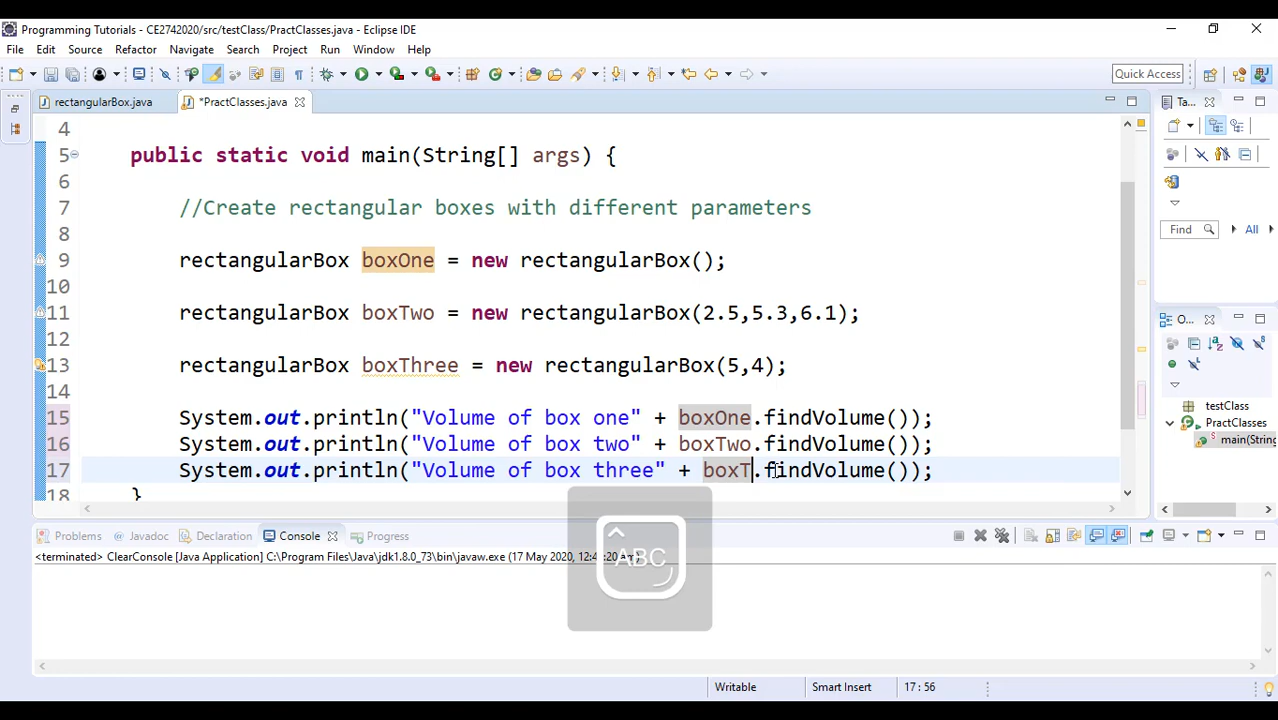 Programming Tutorials - CE2742020/src/testClass/PractClasses.java - Eclipse IDE
File Edit Source Refactor Navigate Search Project Run Window Help
Quick Access
rectangularBox.java *PractClasses.java
Ta...
4
5 public static void main(String[] args) {
6
7 //Create rectangular boxes with different parameters
8
9 rectangularBox boxOne = new rectangularBox();
10
11 rectangularBox boxTwo = new rectangularBox(2.5,5.3,6.1);
12
13 rectangularBox boxThree = new rectangularBox(5,4);
14
15 System.out.println("Volume of box one" + boxOne.findVolume());
16 System.out.println("Volume of box two" + boxTwo.findVolume());
17 System.out.println("Volume of box three" + boxT.findVolume());
18 }
Find All
O...
testClass
PractClasses
main(String
ABC
Problems Javadoc Declaration Console Progress
<terminated> ClearConsole [Java Application] C:\Program Files\Java\jdk1.8.0_73\bin\javaw.exe (17 May 2020,
Writable Smart Insert 17 : 56